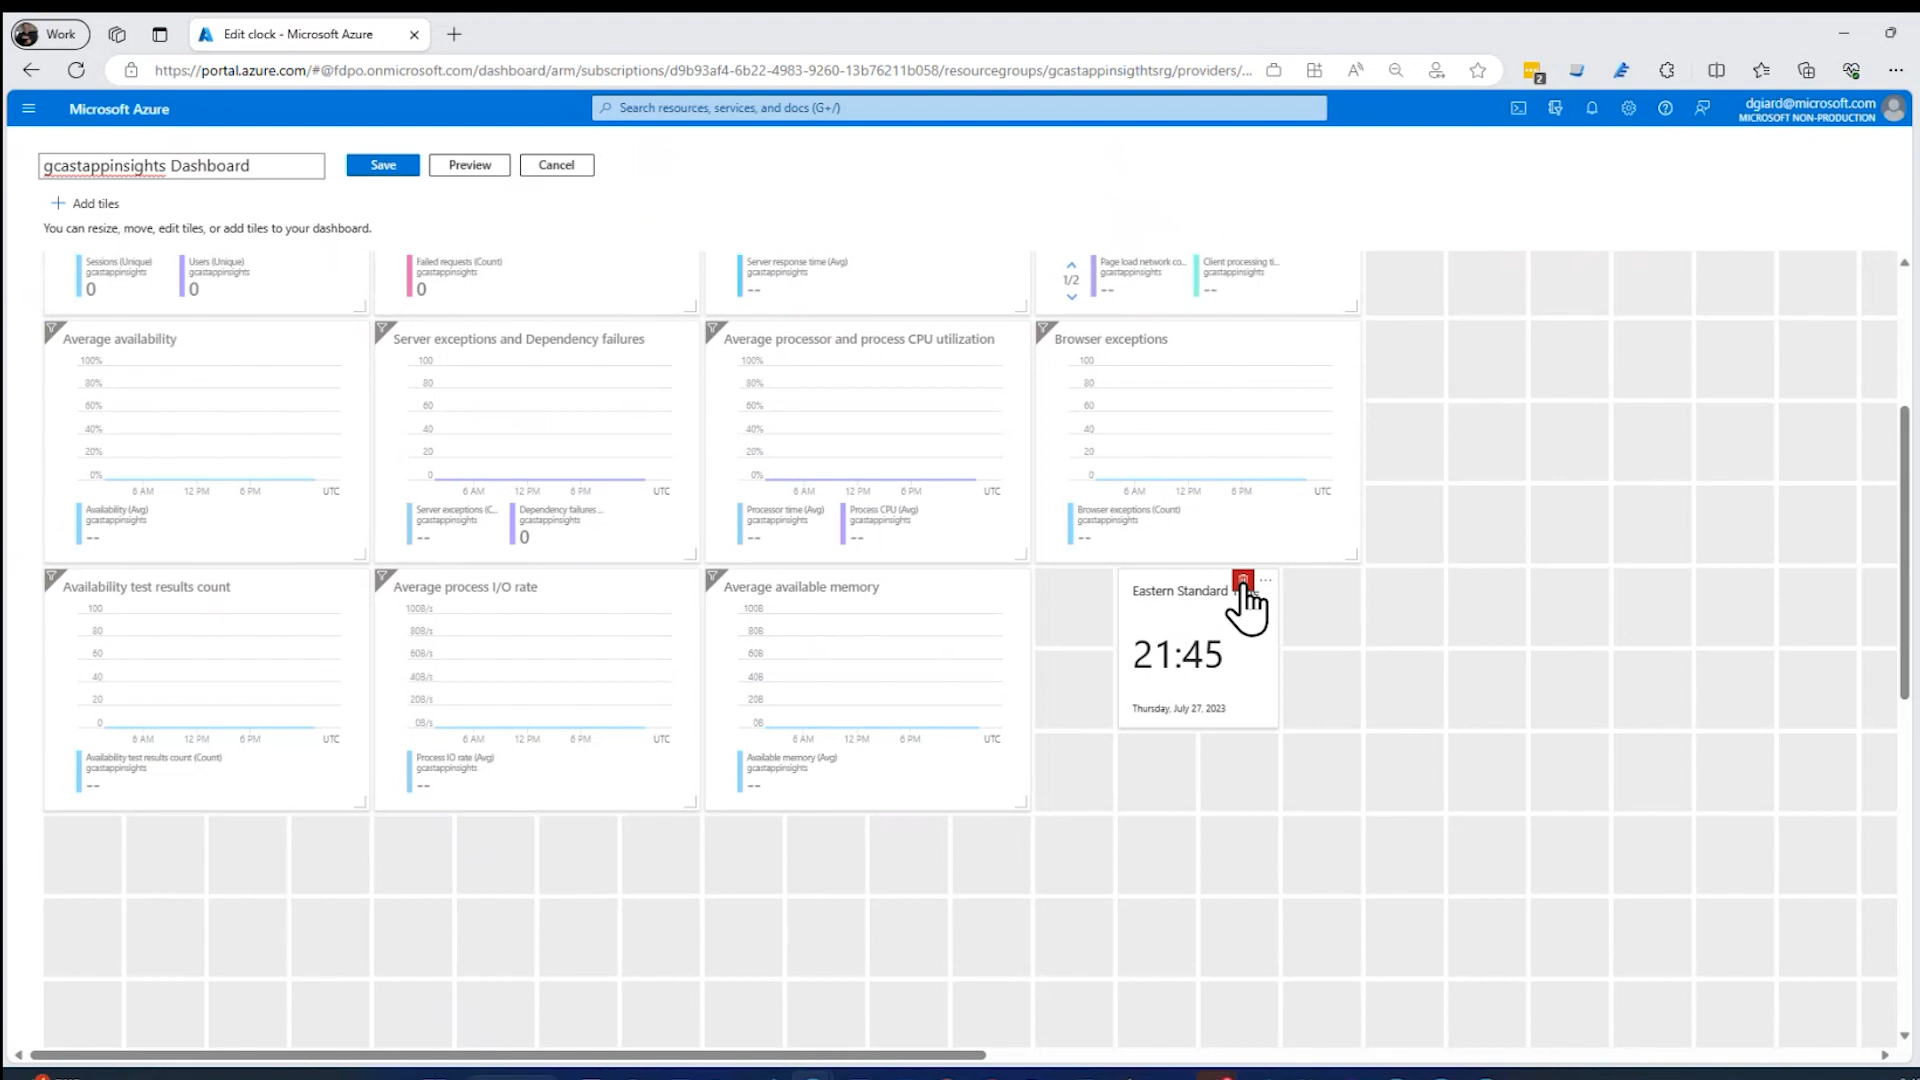 Work
Edit clock - Microsoft Azure
https://portal.azure.com/#@fdpo.onmicrosoft.com/dashboard/arm/subscriptions/d9b93af4-6b22-4983-9260-13b76211b058/resourcegroups/gcastappinsigthtsrg/providers/...
2
Microsoft Azure
Search resources, services, and docs (G+/)
dgiard@microsoft.com
MICROSOFT NON-PRODUCTION
gcastappinsights Dashboard
Save
Preview
Cancel
Add tiles
You can resize, move, edit tiles, or add tiles to your dashboard.
Sessions (Unique)
gcastappinsights
0
Users (Unique)
gcastappinsights
0
Failed requests (Count)
gcastappinsights
0
Server response time (Avg)
gcastappinsights
--
1/2
Page load network co...
gcastappinsights
--
Client processing ti...
gcastappinsights
--
Average availability
100%
80%
60%
40%
20%
0%
6 AM 12 PM 6 PM UTC
Availability (Avg)
gcastappinsights
--
Server exceptions and Dependency failures
100
80
60
40
20
0
6 AM 12 PM 6 PM UTC
Server exceptions (C...
gcastappinsights
--
Dependency failures ...
gcastappinsights
0
Average processor and process CPU utilization
100%
80%
60%
40%
20%
0%
6 AM 12 PM 6 PM UTC
Processor time (Avg)
gcastappinsights
--
Process CPU (Avg)
gcastappinsights
--
Browser exceptions
100
80
60
40
20
0
6 AM 12 PM 6 PM UTC
Browser exceptions (Count)
gcastappinsights
--
Availability test results count
100
80
60
40
20
0
6 AM 12 PM 6 PM UTC
Availability test results count (Count)
gcastappinsights
--
Average process I/O rate
100B/s
80B/s
60B/s
40B/s
20B/s
0B/s
6 AM 12 PM 6 PM UTC
Process IO rate (Avg)
gcastappinsights
--
Average available memory
100B
80B
60B
40B
20B
0B
6 AM 12 PM 6 PM UTC
Available memory (Avg)
gcastappinsights
--
Eastern Standard
21:45
Thursday, July 27, 2023